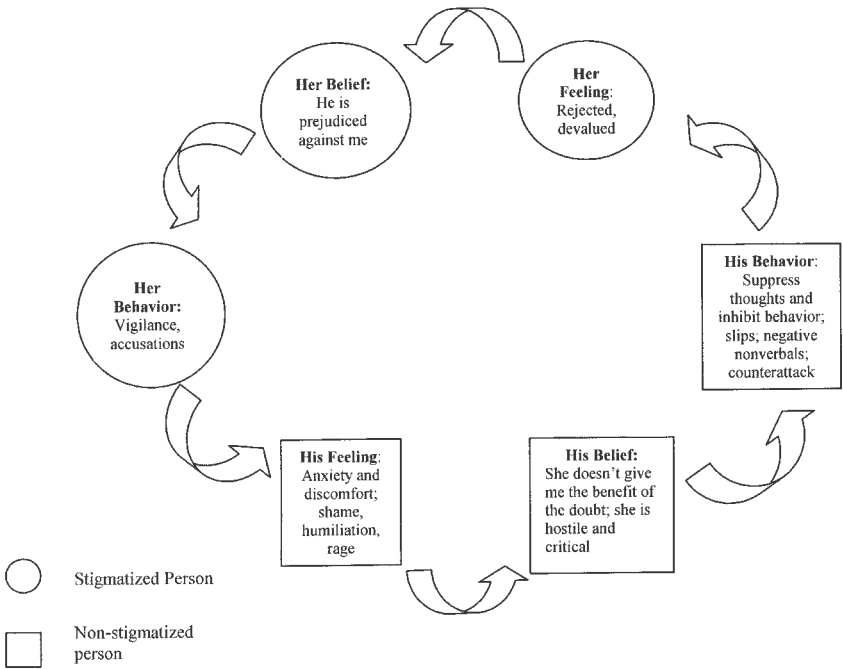 Her Belief:
He is
prejudiced
against me
Her
Feeling:
Rejected,
devalued
Her
Behavior:
Vigilance,
accusations
His Behavior:
Suppress
thoughts and
inhibit behavior;
slips; negative
nonverbals;
counterattack
His Feeling:
Anxiety and
discomfort;
shame,
humiliation,
rage
His Belief:
She doesn't give
me the benefit of
the doubt; she is
hostile and
critical
Stigmatized Person
Non-stigmatized
person